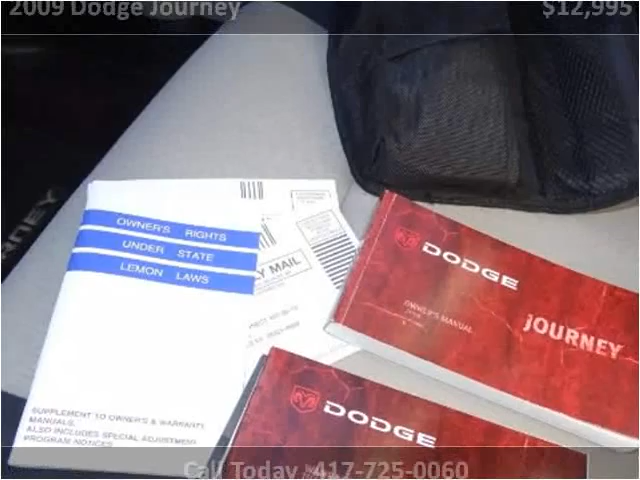 2009 Dodge Journey
$12,995
OWNER'S RIGHTS
UNDER STATE
LEMON LAWS
SUPPLEMENT TO OWNER'S & WARRANTY
MANUALS.
ALSO INCLUDES SPECIAL ADJUSTMENT
PROGRAM NOTICES
MAIL
DODGE
OWNER'S MANUAL
JOURNEY
DODGE
Call Today 417-725-0060